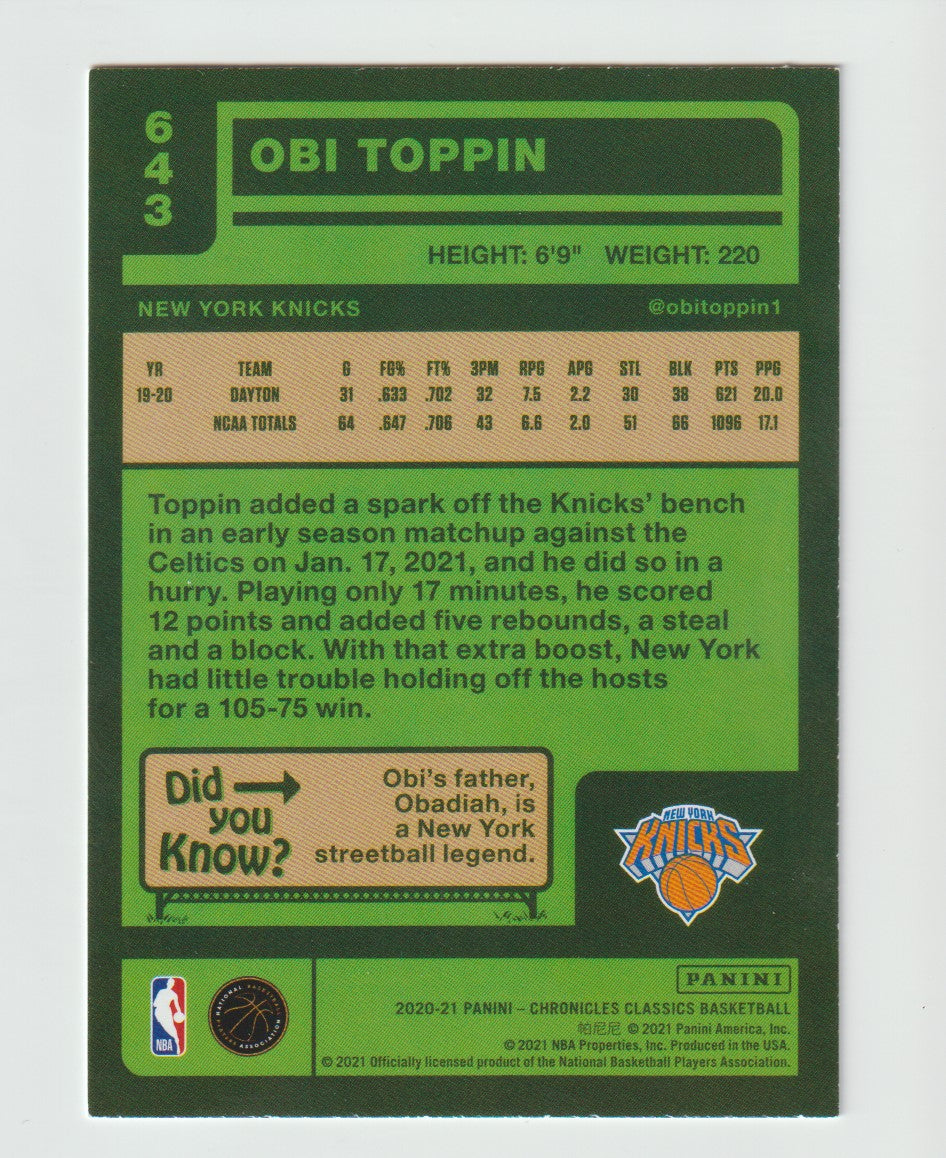 6
4
3
OBI TOPPIN
HEIGHT: 6'9" WEIGHT: 220
NEW YORK KNICKS @obitoppin1
YR TEAM G FG% FT% 3PM RPG APG STL BLK PTS PPG
19-20 DAYTON 31 .633 .702 32 7.5 2.2 30 38 621 20.0
NCAA TOTALS 64 .647 .706 43 6.6 2.0 51 66 1096 17.1
Toppin added a spark off the Knicks' bench
in an early season matchup against the
Celtics on Jan. 17, 2021, and he did so in a
hurry. Playing only 17 minutes, he scored
12 points and added five rebounds, a steal
and a block. With that extra boost, New York
had little trouble holding off the hosts
for a 105-75 win.
Did
you
Know?
Obi's father,
Obadiah, is
a New York
streetball legend.
NEW YORK
KNICKS
NBA
NATIONAL BASKETBALL
PLAYERS ASSOCIATION
PANINI
2020-21 PANINI – CHRONICLES CLASSICS BASKETBALL
帕尼尼 © 2021 Panini America, Inc.
© 2021 NBA Properties, Inc. Produced in the USA.
© 2021 Officially licensed product of the National Basketball Players Association.